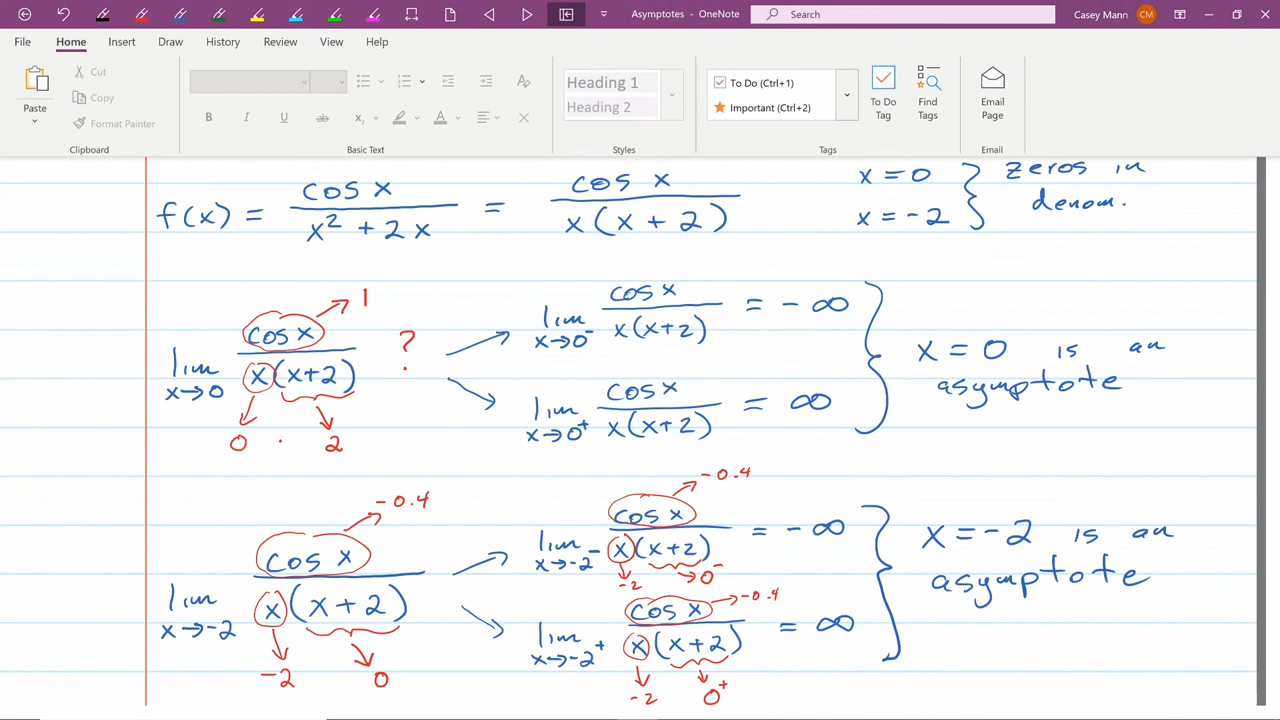 Asymptotes - OneNote
Search
Casey Mann
CM
File Home Insert Draw History Review View Help
Paste
Cut
Copy
Format Painter
Clipboard
B I U ab x A
Basic Text
Heading 1
Heading 2
Styles
To Do (Ctrl+1)
Important (Ctrl+2)
To Do Tag
Find Tags
Tags
Email Page
Email
f(x) = cos x / (x² + 2x) = cos x / (x(x + 2))
x = 0
x = -2
} zeros in denom.
lim x→0 cos x / (x(x+2)) ?
→ 1
0 · 2
lim x→0⁻ cos x / (x(x+2)) = -∞
lim x→0⁺ cos x / (x(x+2)) = ∞
} x = 0 is an
asymptote
lim x→-2 cos x / (x(x + 2))
→ -0.4
-2 0
lim x→-2⁻ cos x / (x(x+2)) = -∞
→ -0.4
-2 → 0⁻
lim x→-2⁺ cos x / (x(x+2)) = ∞
→ -0.4
-2 0⁺
} x = -2 is an
asymptote